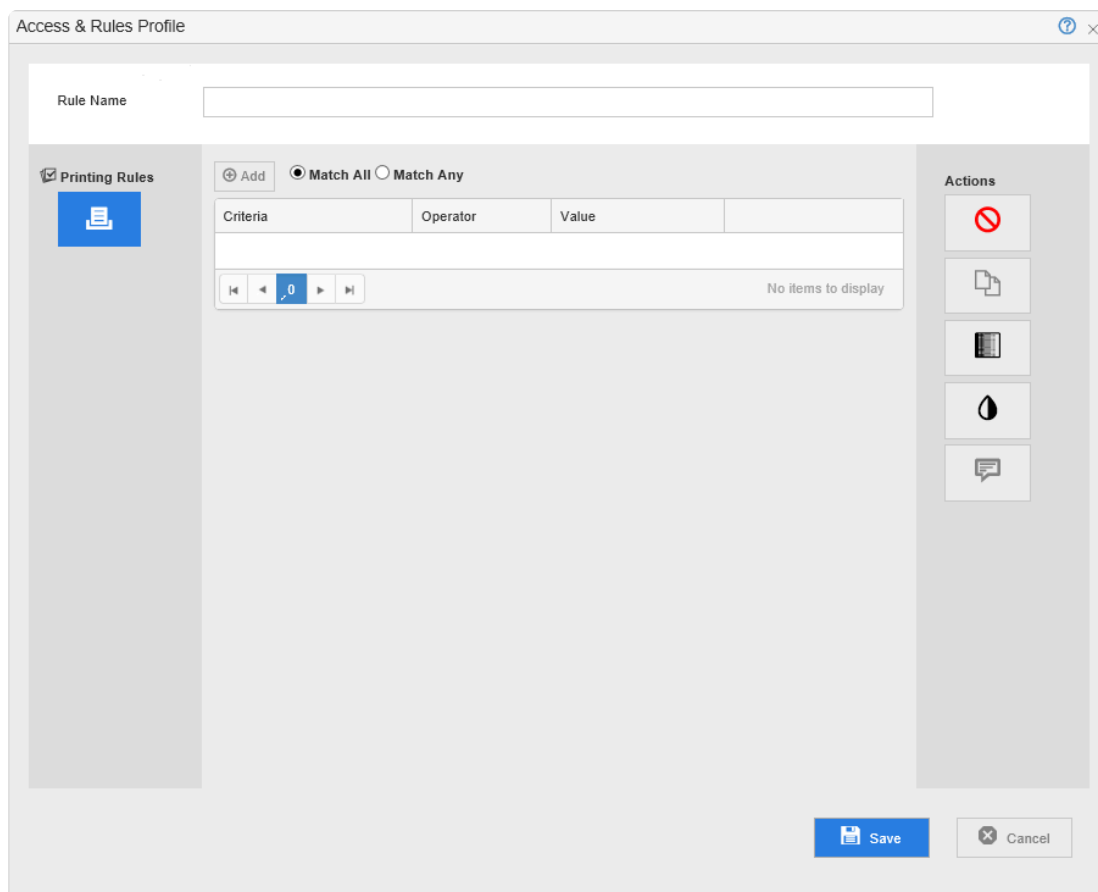 Access & Rules Profile
Rule Name
Printing Rules
Add Match All Match Any
Actions
Criteria Operator Value
0 No items to display
Save Cancel